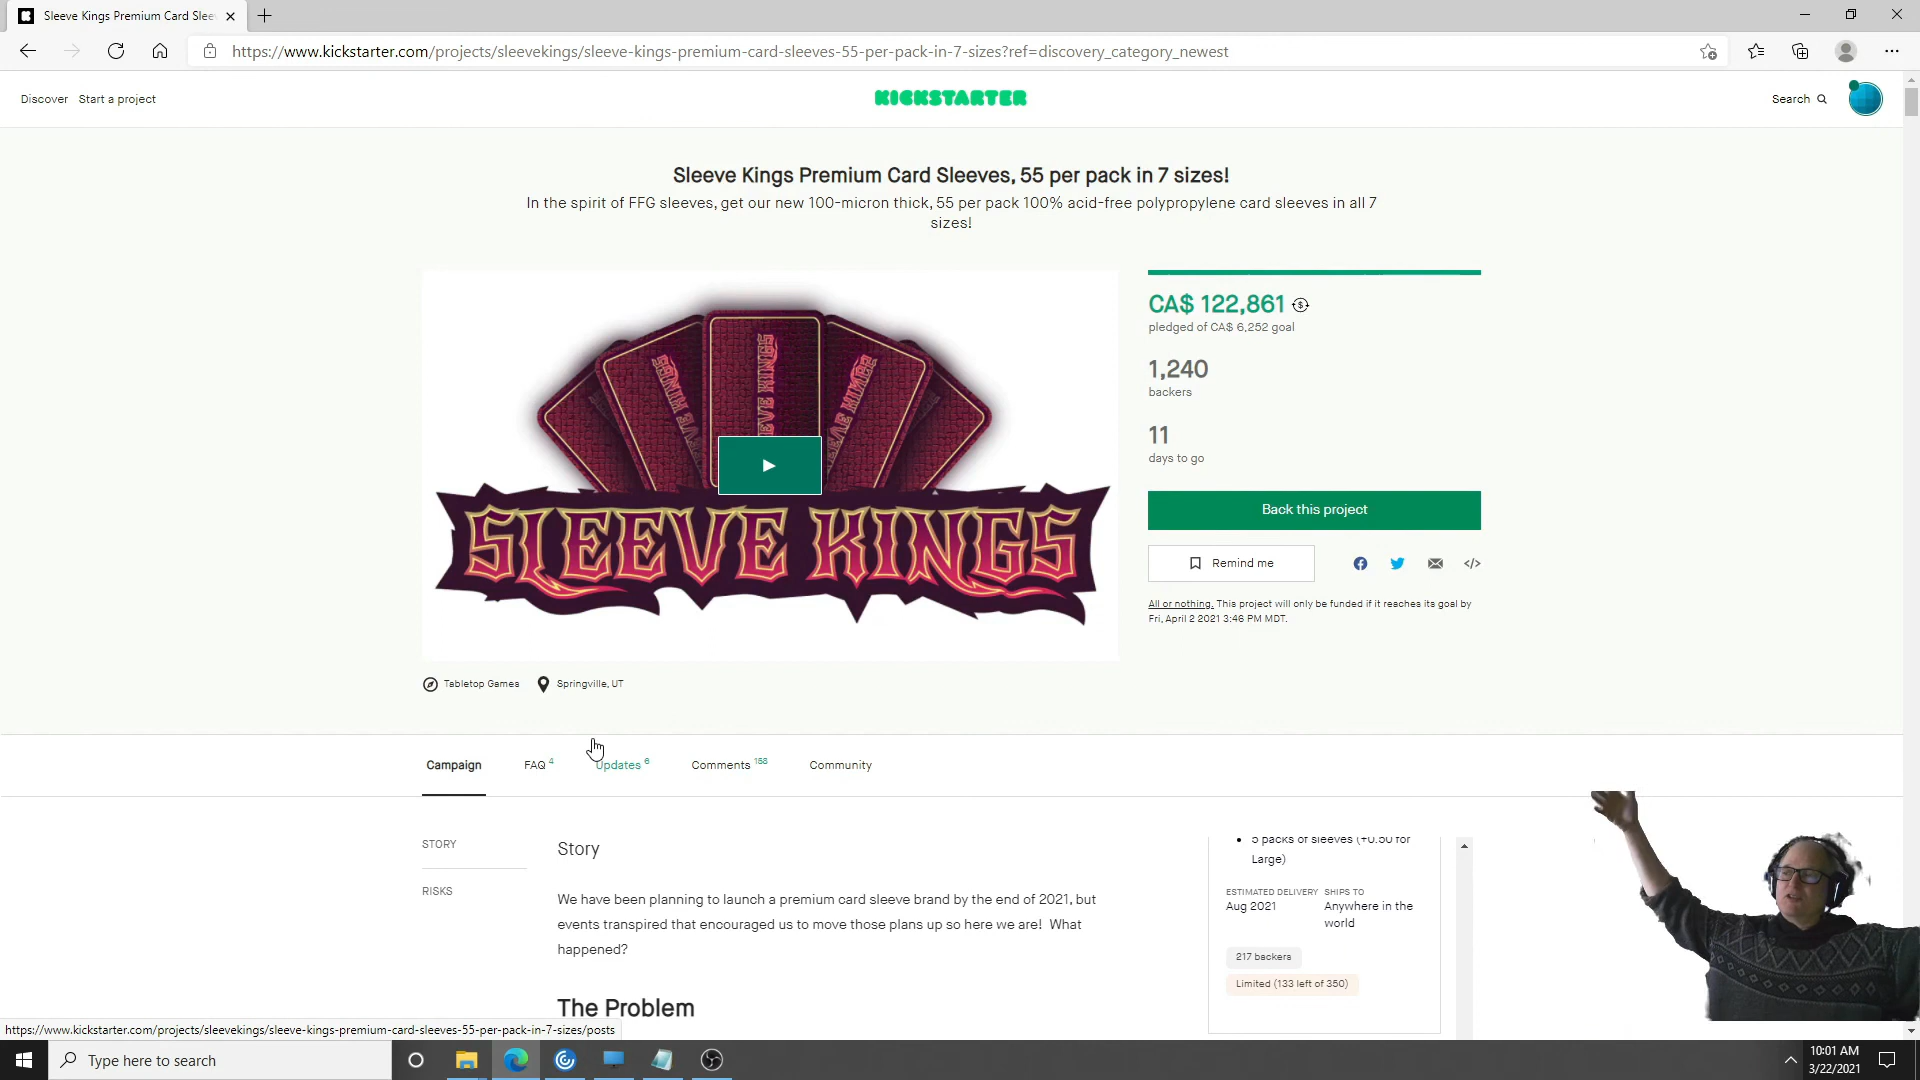 Sleeve Kings Premium Card Slee
https://www.kickstarter.com/projects/sleevekings/sleeve-kings-premium-card-sleeves-55-per-pack-in-7-sizes?ref=discovery_category_newest
Discover Start a project
KICKSTARTER
Search
Sleeve Kings Premium Card Sleeves, 55 per pack in 7 sizes!
In the spirit of FFG sleeves, get our new 100-micron thick, 55 per pack 100% acid-free polypropylene card sleeves in all 7
sizes!
SLEEVE KINGS
CA$ 122,861
pledged of CA$ 6,252 goal
1,240
backers
11
days to go
Back this project
Remind me
All or nothing. This project will only be funded if it reaches its goal by
Fri, April 2 2021 3:46 PM MDT.
Tabletop Games Springville, UT
Campaign FAQ 4 Updates 6 Comments 158 Community
STORY
RISKS
Story
We have been planning to launch a premium card sleeve brand by the end of 2021, but
events transpired that encouraged us to move those plans up so here we are! What
happened?
The Problem
5 packs of sleeves (+0.50 for
Large)
ESTIMATED DELIVERY SHIPS TO
Aug 2021 Anywhere in the
world
217 backers
Limited (133 left of 350)
https://www.kickstarter.com/projects/sleevekings/sleeve-kings-premium-card-sleeves-55-per-pack-in-7-sizes/posts
Type here to search
10:01 AM
3/22/2021